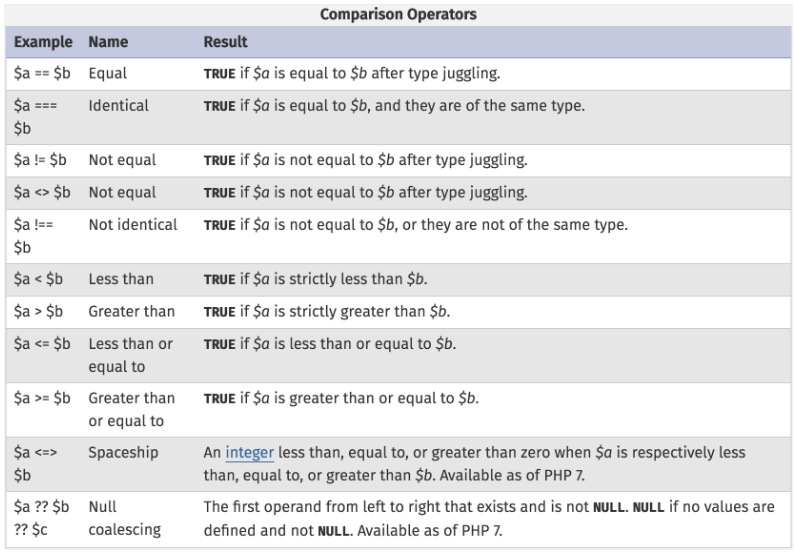 Comparison Operators
Example Name Result
$a == $b Equal TRUE if $a is equal to $b after type juggling.
$a === Identical TRUE if $a is equal to $b, and they are of the same type.
$b
$a != $b Not equal TRUE if $a is not equal to $b after type juggling.
$a <> $b Not equal TRUE if $a is not equal to $b after type juggling.
$a !== Not identical TRUE if $a is not equal to $b, or they are not of the same type.
$b
$a < $b Less than TRUE if $a is strictly less than $b.
$a > $b Greater than TRUE if $a is strictly greater than $b.
$a <= $b Less than or TRUE if $a is less than or equal to $b.
equal to
$a >= $b Greater than TRUE if $a is greater than or equal to $b.
or equal to
$a <=> Spaceship An integer less than, equal to, or greater than zero when $a is respectively less
$b than, equal to, or greater than $b. Available as of PHP 7.
$a ?? $b Null The first operand from left to right that exists and is not NULL. NULL if no values are
?? $c coalescing defined and not NULL. Available as of PHP 7.